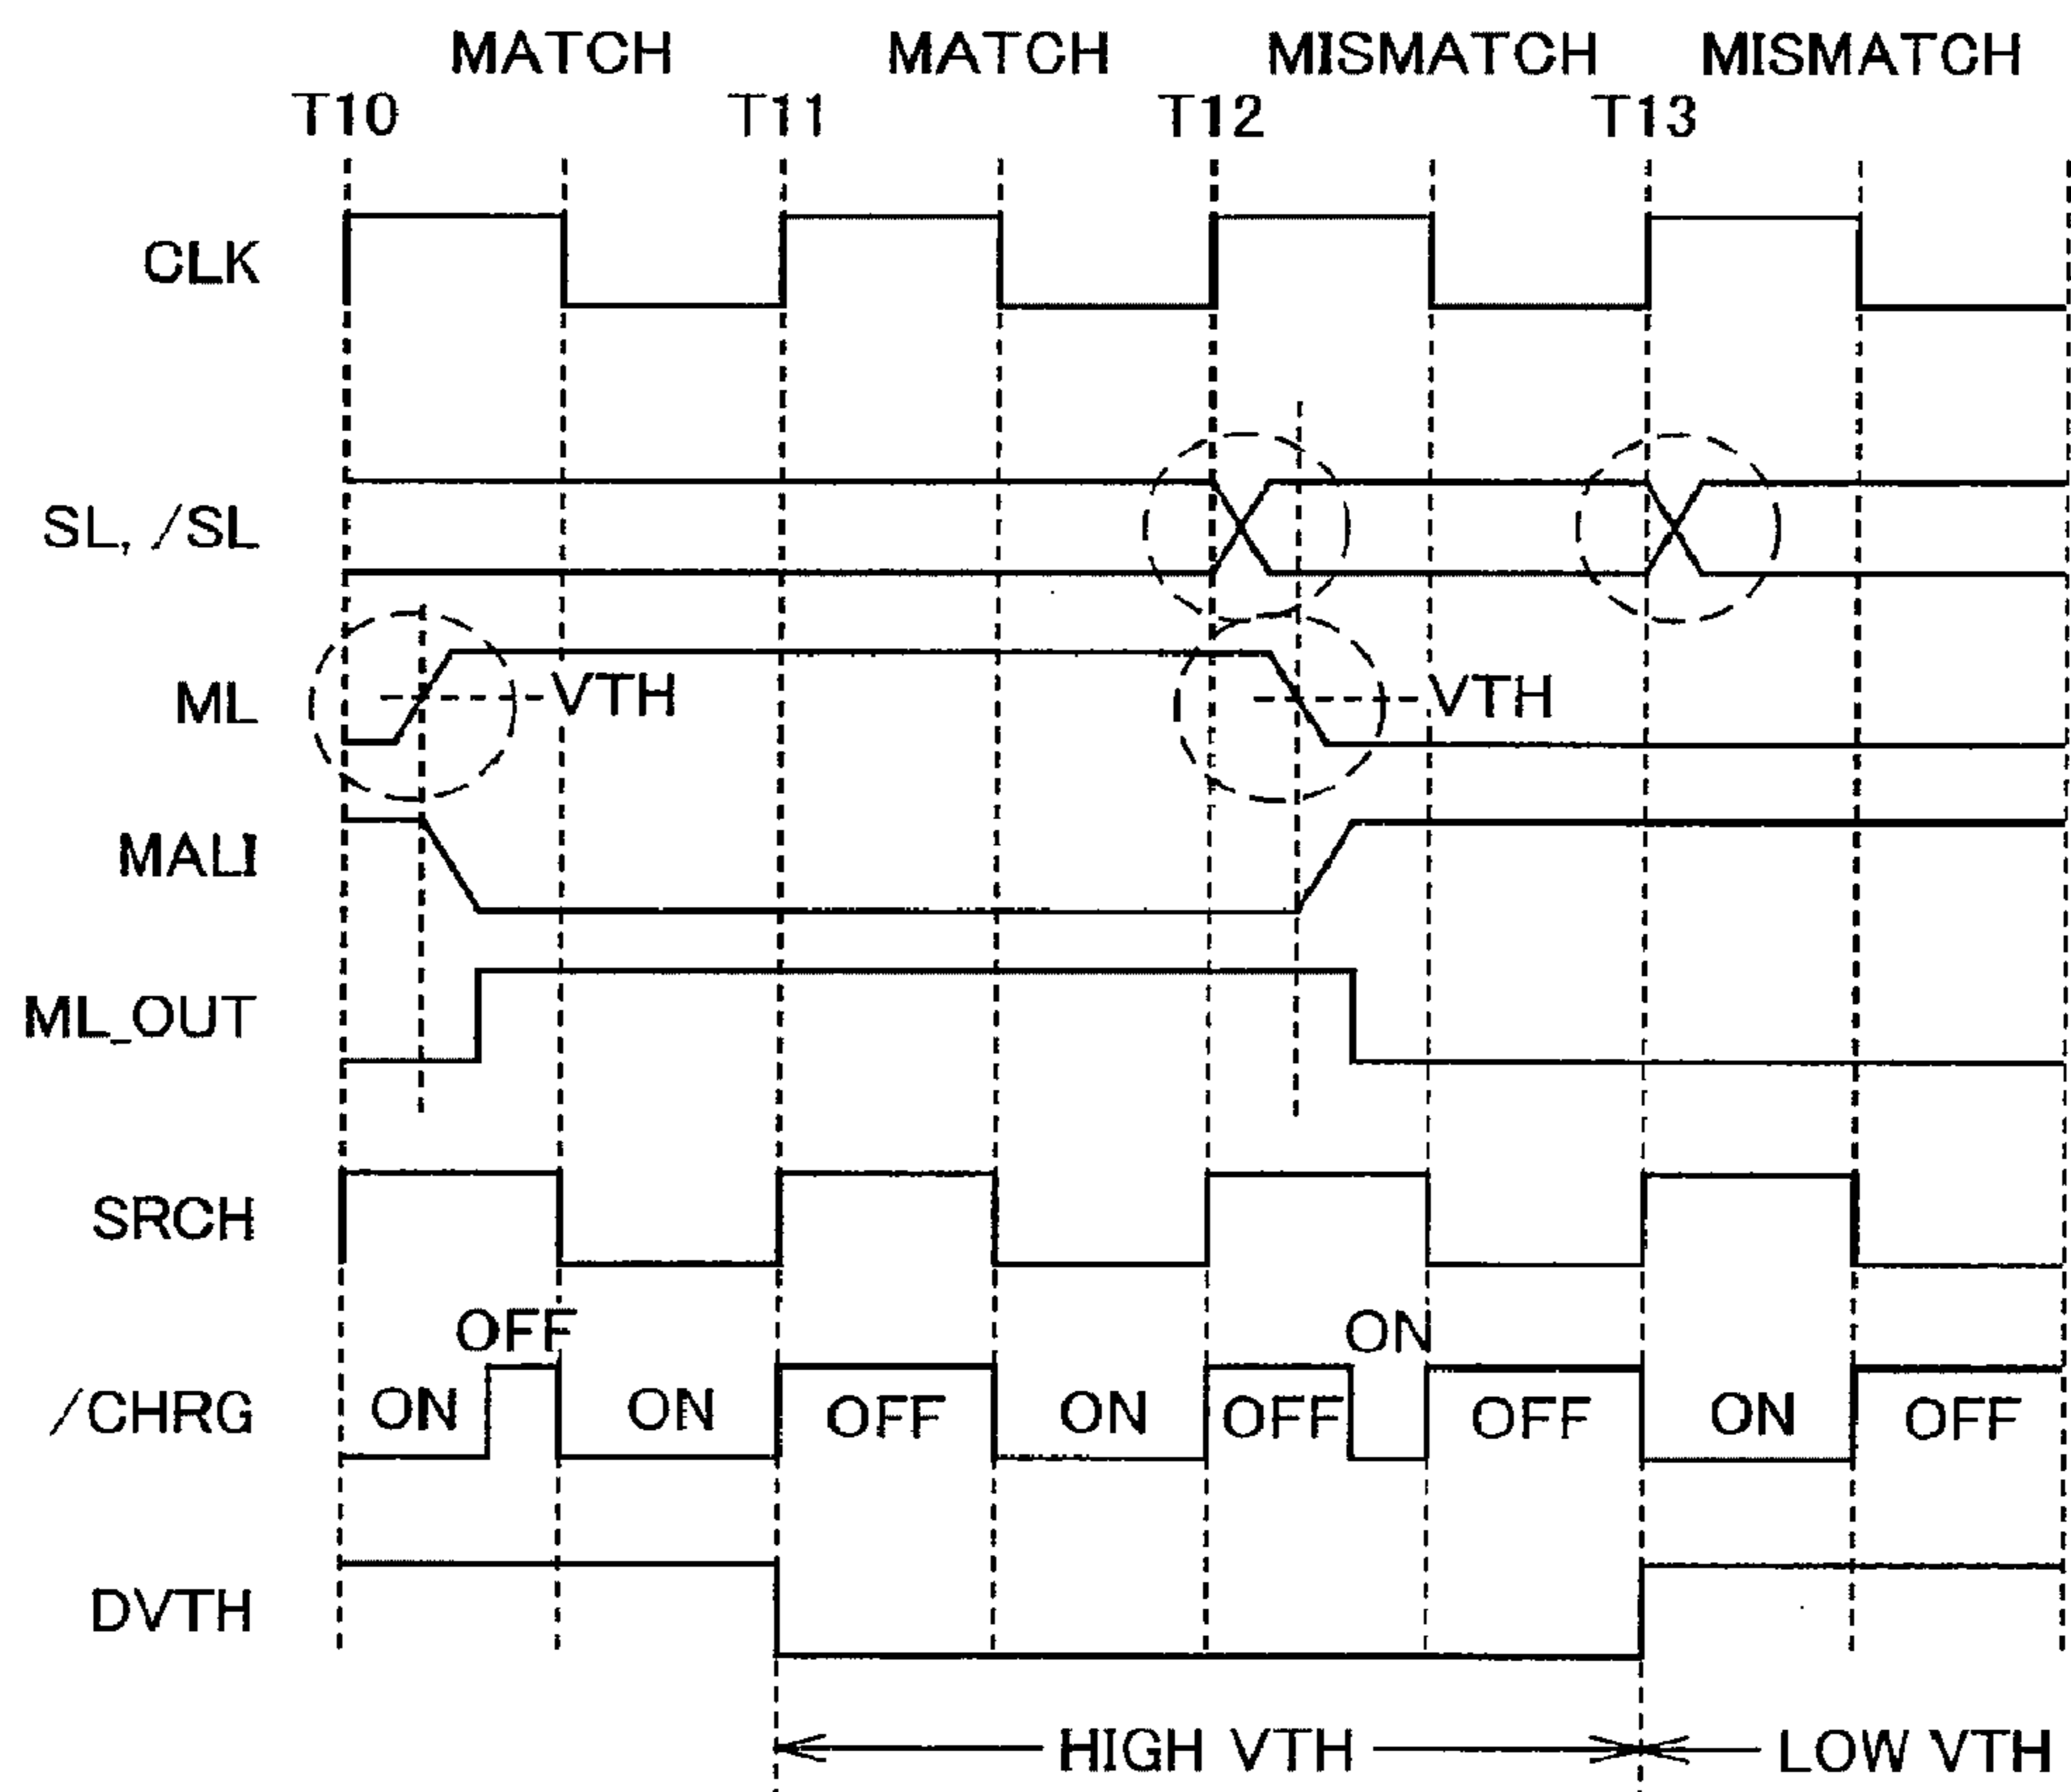 MATCH MATCH MISMATCH MISMATCH
T10 T11 T12 T13
CLK
SL, /SL
ML VTH VTH
MALI
ML_OUT
SRCH
OFF ON
/CHRG ON ON OFF ON OFF OFF ON OFF
DVTH
HIGH VTH LOW VTH